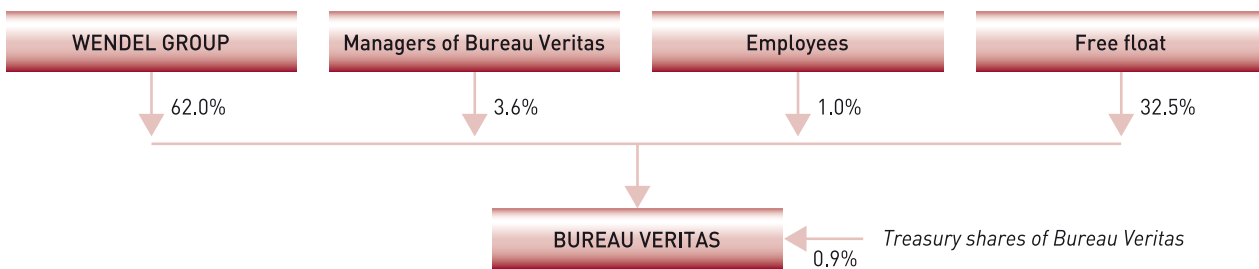 WENDEL GROUP
Managers of Bureau Veritas
Employees
Free float
62.0%
3.6%
1.0%
32.5%
BUREAU VERITAS
Treasury shares of Bureau Veritas
0.9%